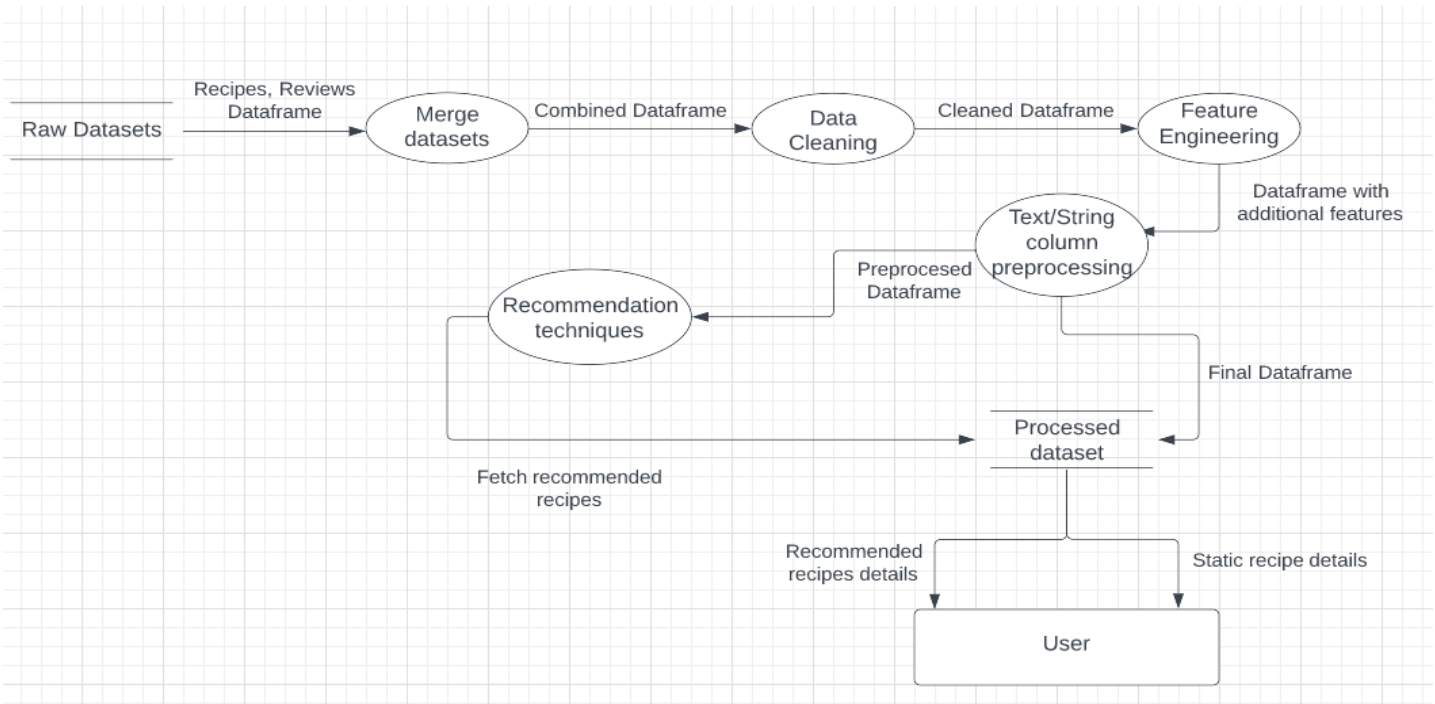 Recipes, Reviews
Dataframe
Raw Datasets
Merge
datasets
Combined Dataframe
Data
Cleaning
Cleaned Dataframe
Feature
Engineering
Dataframe with
additional features
Text/String
column
preprocessing
Preprocesed
Dataframe
Recommendation
techniques
Final Dataframe
Processed
dataset
Fetch recommended
recipes
Recommended
recipes details
Static recipe details
User